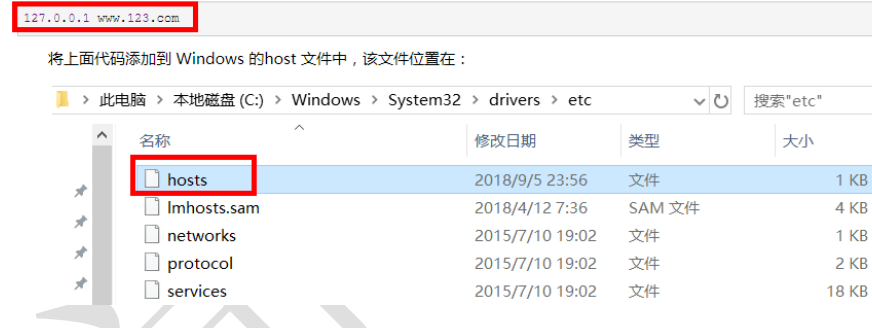 127.0.0.1 www.123.com
将上面代码添加到 Windows 的host 文件中，该文件位置在：
此电脑 > 本地磁盘 (C:) > Windows > System32 > drivers > etc 搜索"etc"
名称 修改日期 类型 大小
hosts 2018/9/5 23:56 文件 1 KB
lmhosts.sam 2018/4/12 7:36 SAM 文件 4 KB
networks 2015/7/10 19:02 文件 1 KB
protocol 2015/7/10 19:02 文件 2 KB
services 2015/7/10 19:02 文件 18 KB